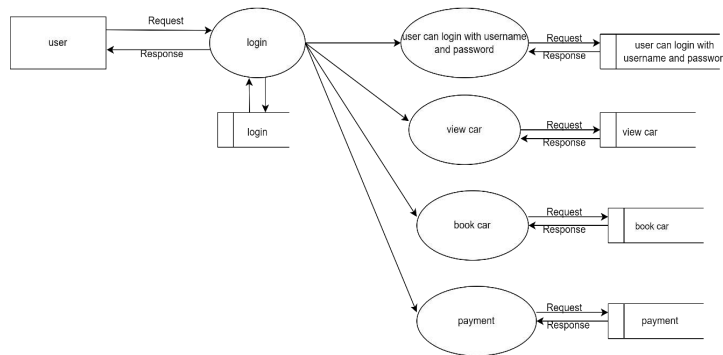 Request
user
login
Response
login
user can login with username
and password
Request
Response
user can login with
username and passwor
view car
Request
Response
view car
book car
Request
Response
book car
payment
Request
Response
payment